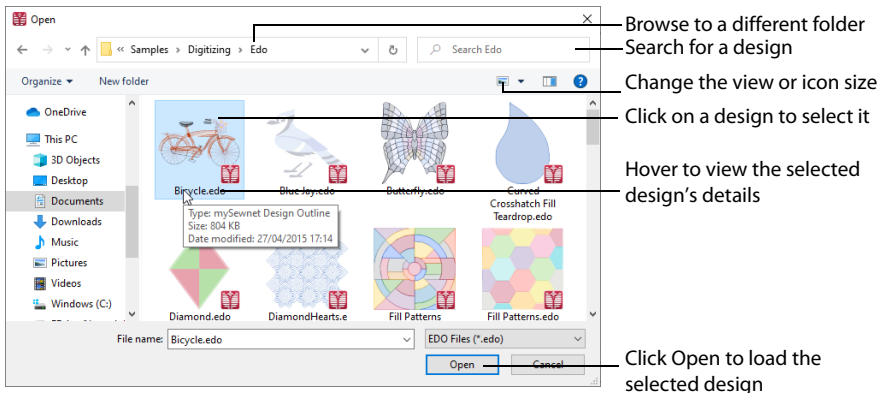 Open
« Samples › Digitizing › Edo
Search Edo
Organize
New folder
OneDrive
This PC
3D Objects
Desktop
Documents
Downloads
Music
Pictures
Videos
Windows (C:)
Bicycle.edo
Blue Jay.edo
Butterfly.edo
Curved
Crosshatch Fill
Teardrop.edo
Type: mySewnet Design Outline
Size: 804 KB
Date modified: 27/04/2015 17:14
Diamond.edo
DiamondHearts.e
Fill Patterns
Fill Patterns.edo
File name: Bicycle.edo
EDO Files (*.edo)
Open
Cancel
Browse to a different folder
Search for a design
Change the view or icon size
Click on a design to select it
Hover to view the selected
design's details
Click Open to load the
selected design